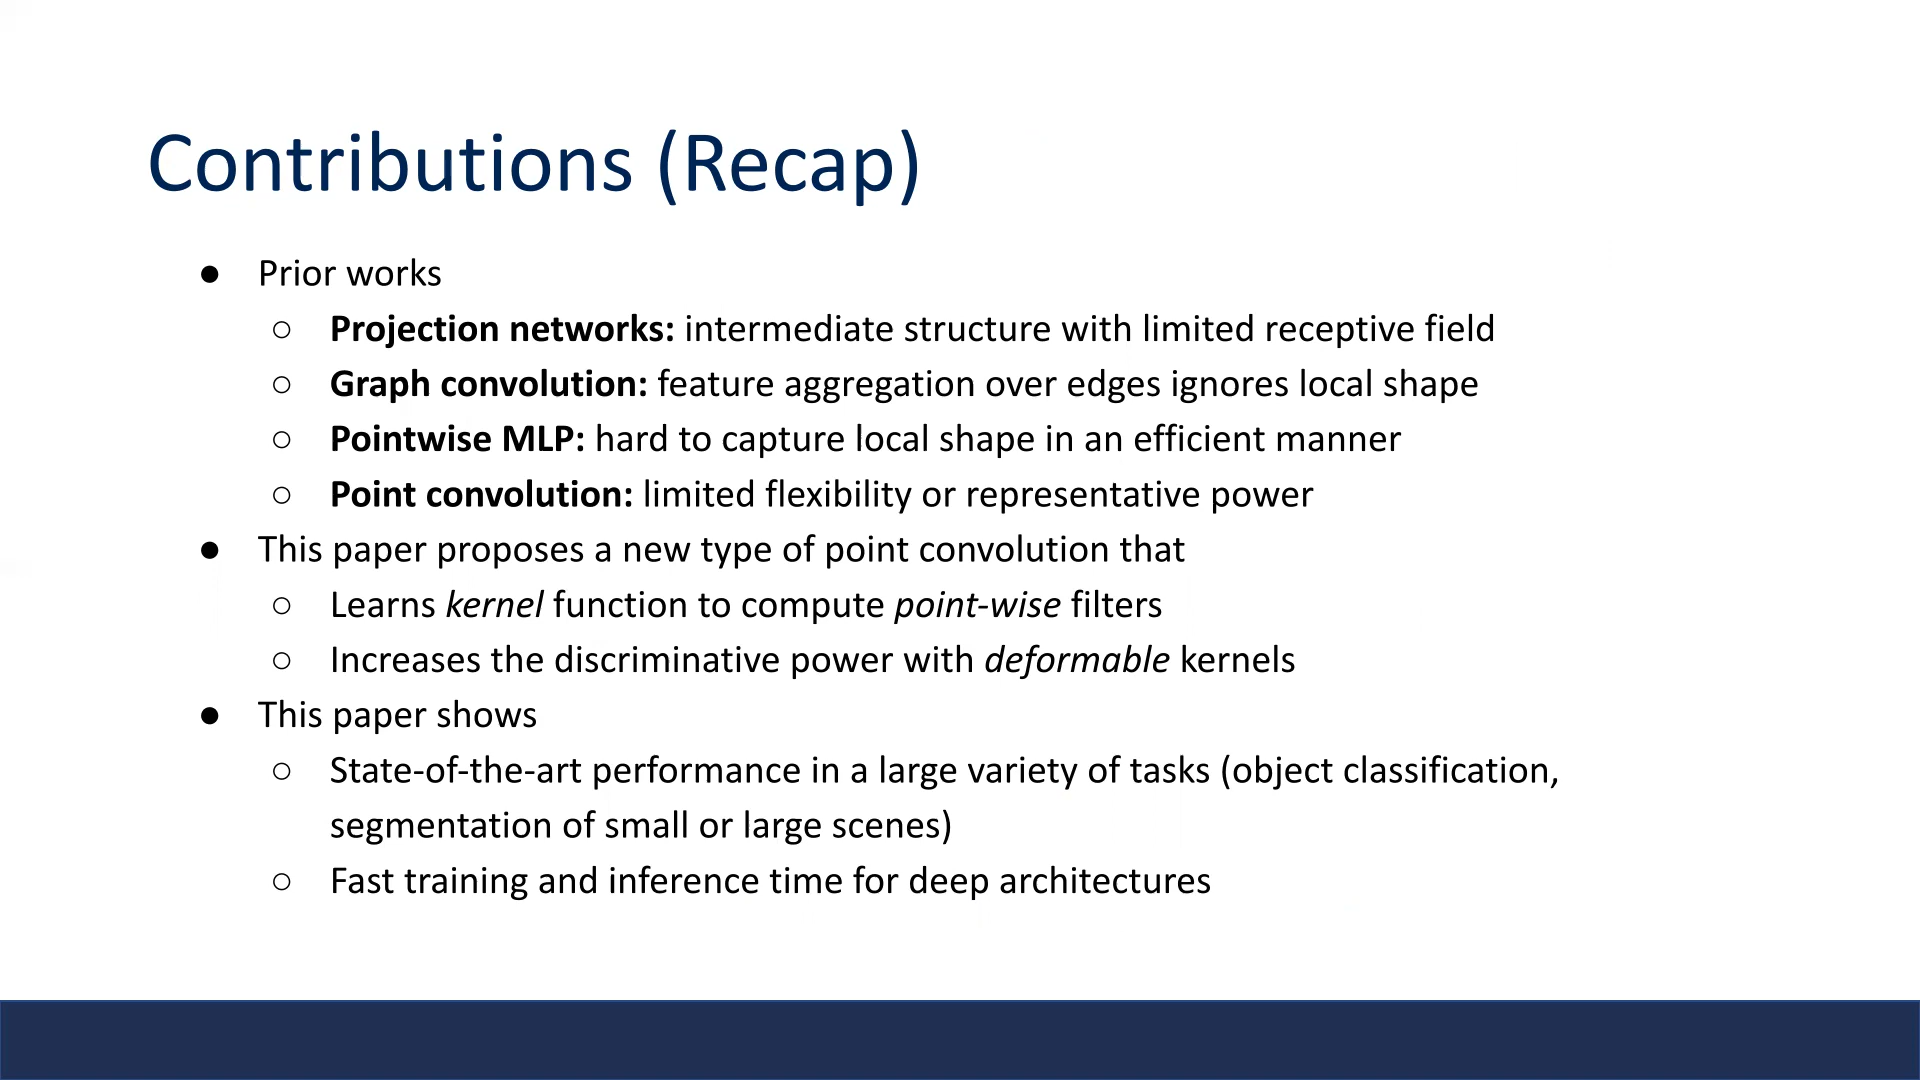 Contributions (Recap)
● Prior works
○ Projection networks: intermediate structure with limited receptive field
○ Graph convolution: feature aggregation over edges ignores local shape
○ Pointwise MLP: hard to capture local shape in an efficient manner
○ Point convolution: limited flexibility or representative power
● This paper proposes a new type of point convolution that
○ Learns kernel function to compute point-wise filters
○ Increases the discriminative power with deformable kernels
● This paper shows
○ State-of-the-art performance in a large variety of tasks (object classification,
segmentation of small or large scenes)
○ Fast training and inference time for deep architectures